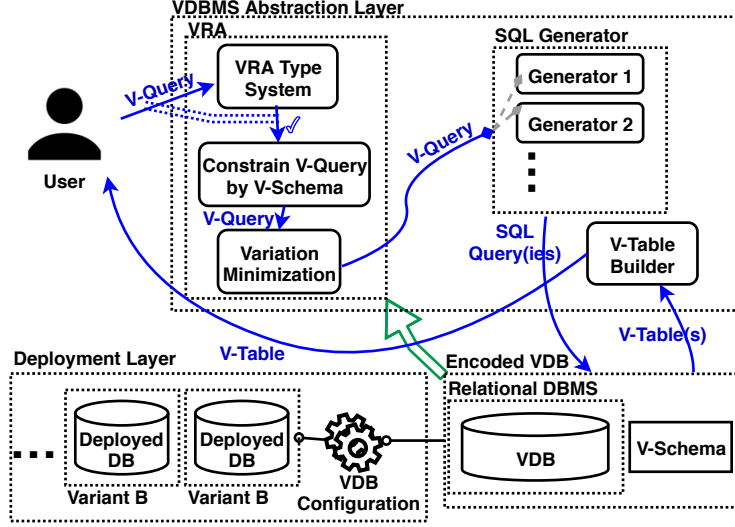 VDBMS Abstraction Layer
VRA
SQL Generator
VRA Type
System
V-Query
✓
Generator 1
Generator 2
User
Constrain V-Query
by V-Schema
V-Query
V-Query
Variation
Minimization
SQL
Query(ies)
V-Table
Builder
V-Table
V-Table(s)
Deployment Layer
Encoded VDB
Relational DBMS
Deployed
DB
Deployed
DB
...
Variant B
Variant B
VDB
Configuration
VDB
V-Schema